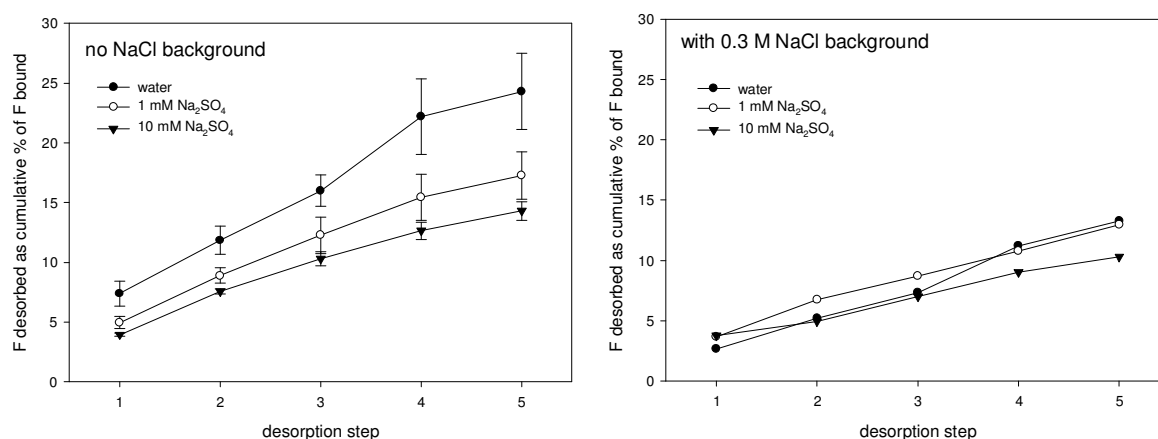 no NaCl background
water
1 mM Na₂SO₄
10 mM Na₂SO₄
F desorbed as cumulative % of F bound
30
25
20
15
10
5
0
1 2 3 4 5
desorption step
with 0.3 M NaCl background
water
1 mM Na₂SO₄
10 mM Na₂SO₄
F desorbed as cumulative % of F bound
30
25
20
15
10
5
0
1 2 3 4 5
desorption step